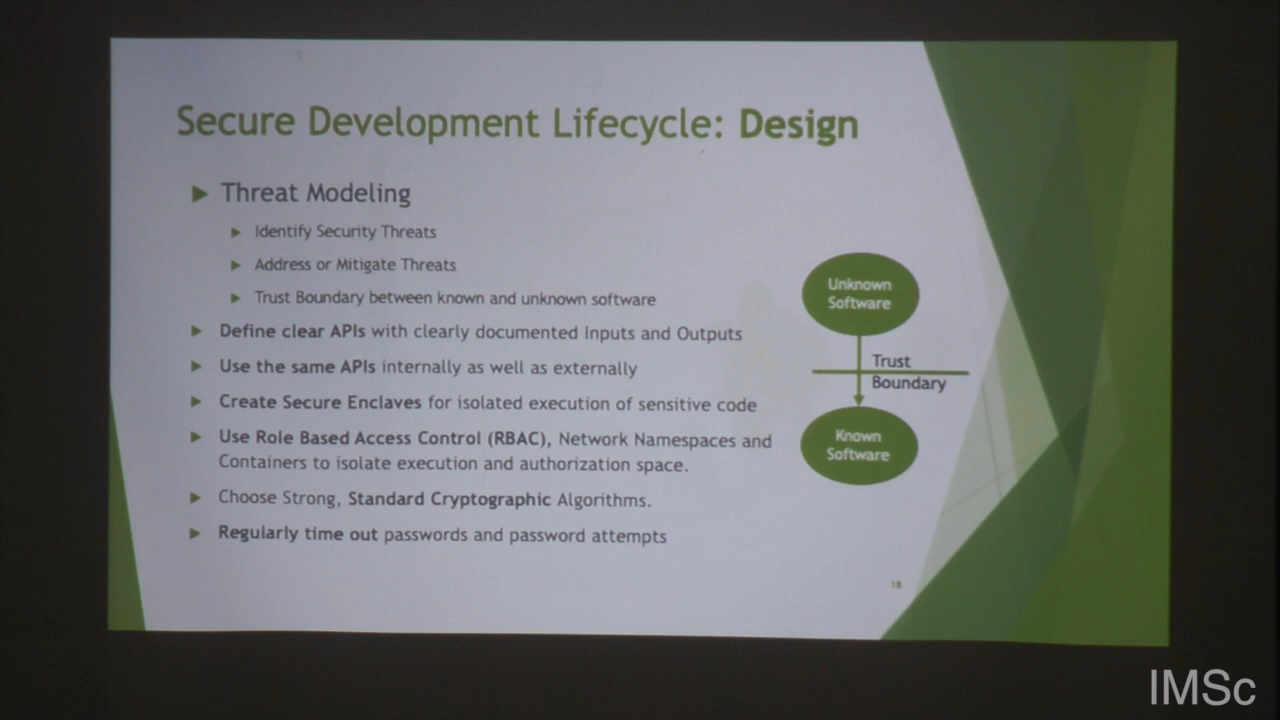 Secure Development Lifecycle: Design
Threat Modeling
Identify Security Threats
Address or Mitigate Threats
Trust Boundary between known and unknown software
Define clear APIs with clearly documented Inputs and Outputs
Use the same APIs internally as well as externally
Create Secure Enclaves for isolated execution of sensitive code
Use Role Based Access Control (RBAC), Network Namespaces and
Containers to isolate execution and authorization space.
Choose Strong, Standard Cryptographic Algorithms.
Regularly time out passwords and password attempts
Unknown
Software
Trust
Boundary
Known
Software
18
IMSc